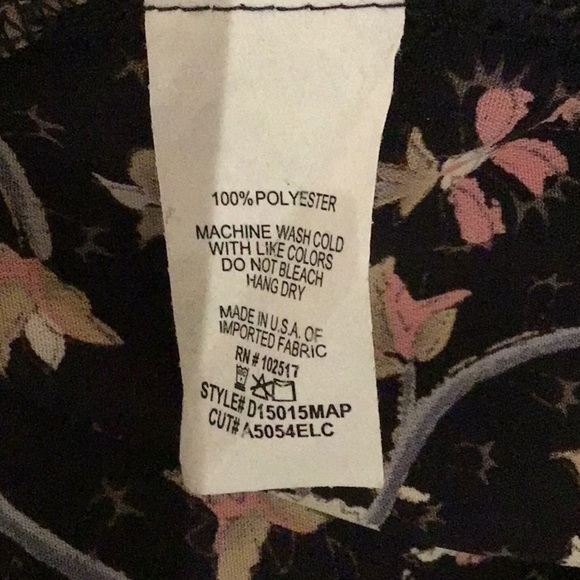 100% POLYESTER
MACHINE WASH COLD
WITH LIKE COLORS
DO NOT BLEACH
HANG DRY
MADE IN U.S.A. OF
IMPORTED FABRIC
RN # 102517
STYLE# D15015MAP
CUT# A5054ELC